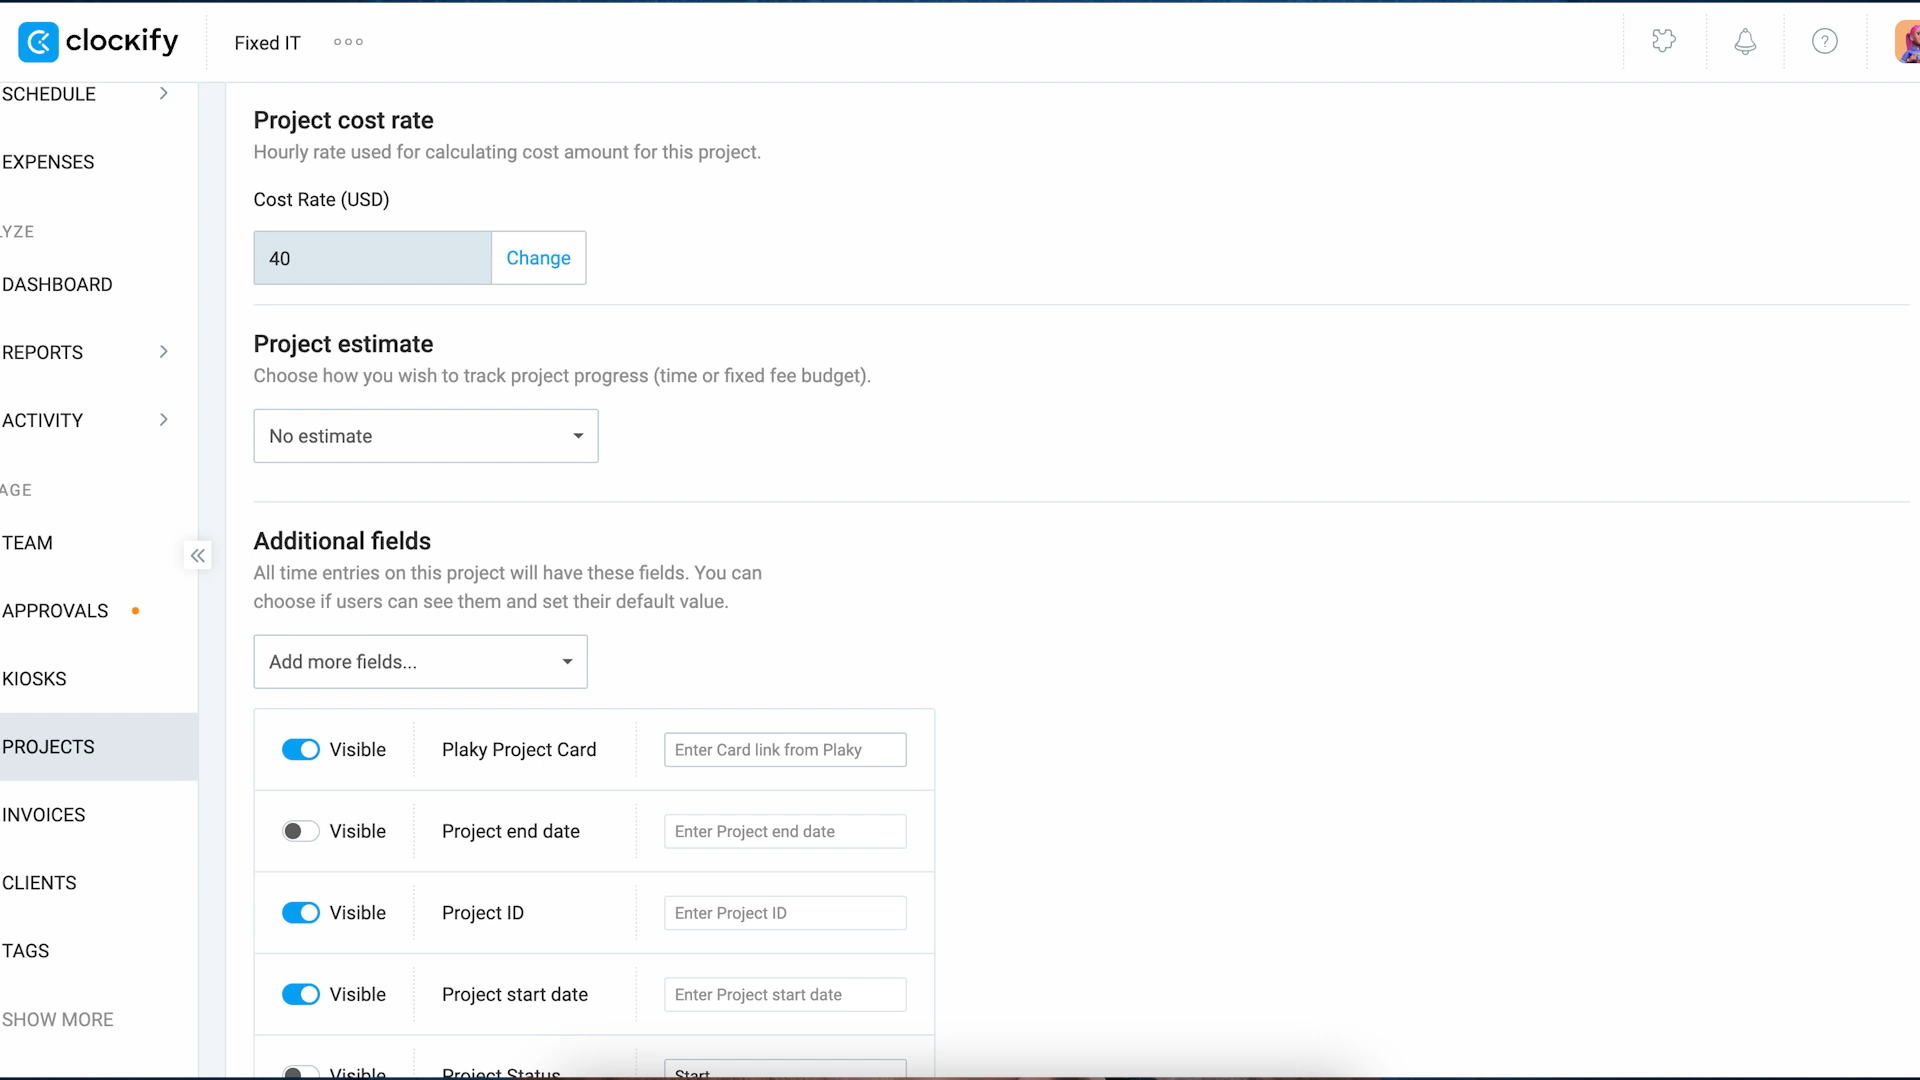 clockify
Fixed IT
SCHEDULE
EXPENSES
LYZE
DASHBOARD
REPORTS
ACTIVITY
AGE
TEAM
APPROVALS
KIOSKS
PROJECTS
INVOICES
CLIENTS
TAGS
SHOW MORE
Project cost rate
Hourly rate used for calculating cost amount for this project.
Cost Rate (USD)
40 Change
Project estimate
Choose how you wish to track project progress (time or fixed fee budget).
No estimate
Additional fields
All time entries on this project will have these fields. You can
choose if users can see them and set their default value.
Add more fields...
Visible Plaky Project Card Enter Card link from Plaky
Visible Project end date Enter Project end date
Visible Project ID Enter Project ID
Visible Project start date Enter Project start date
Visible Project Status Start